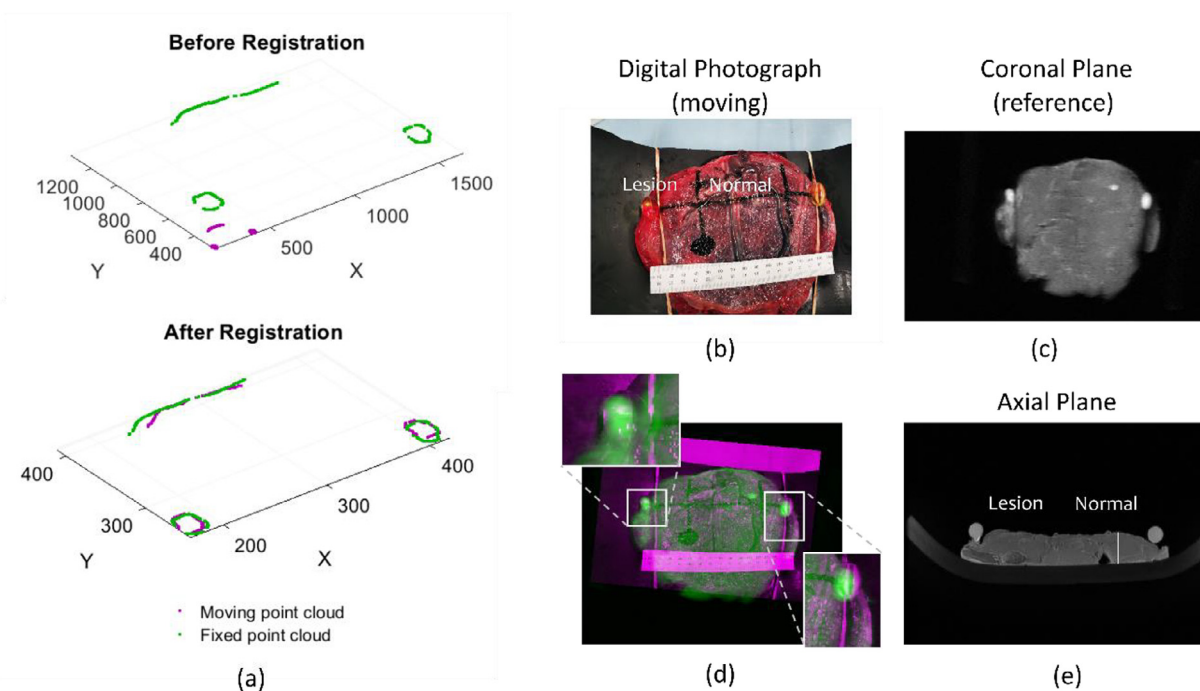 Before Registration
1500
1200
1000
1000
800
600
500
400
Y
X
After Registration
400
400
300
300
200
Y
X
Moving point cloud
Fixed point cloud
(a)
Digital Photograph
(moving)
Lesion Normal
(b)
Coronal Plane
(reference)
(c)
(d)
Axial Plane
Lesion Normal
(e)